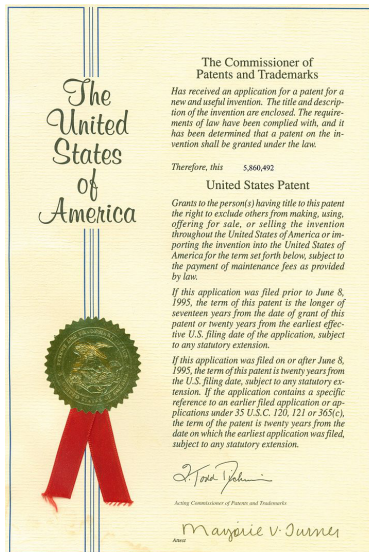 The
United
States
of
America
The Commissioner of
Patents and Trademarks
Has received an application for a patent for a
new and useful invention. The title and descrip-
tion of the invention are enclosed. The require-
ments of law have been complied with, and it
has been determined that a patent on the in-
vention shall be granted under the law.
Therefore, this 5,860,492
United States Patent
Grants to the person(s) having title to this patent
the right to exclude others from making, using,
offering for sale, or selling the invention
throughout the United States of America or im-
porting the invention into the United States of
America for the term set forth below, subject to
the payment of maintenance fees as provided
by law.
If this application was filed prior to June 8,
1995, the term of this patent is the longer of
seventeen years from the date of grant of this
patent or twenty years from the earliest effec-
tive U.S. filing date of the application, subject
to any statutory extension.
If this application was filed on or after June 8,
1995, the term of this patent is twenty years from
the U.S. filing date, subject to any statutory ex-
tension. If the application contains a specific
reference to an earlier filed application or ap-
plications under 35 U.S.C. 120, 121 or 365(c),
the term of the patent is twenty years from the
date on which the earliest application was filed,
subject to any statutory extension.
Acting Commissioner of Patents and Trademarks
Marjorie V. Turner
Attest